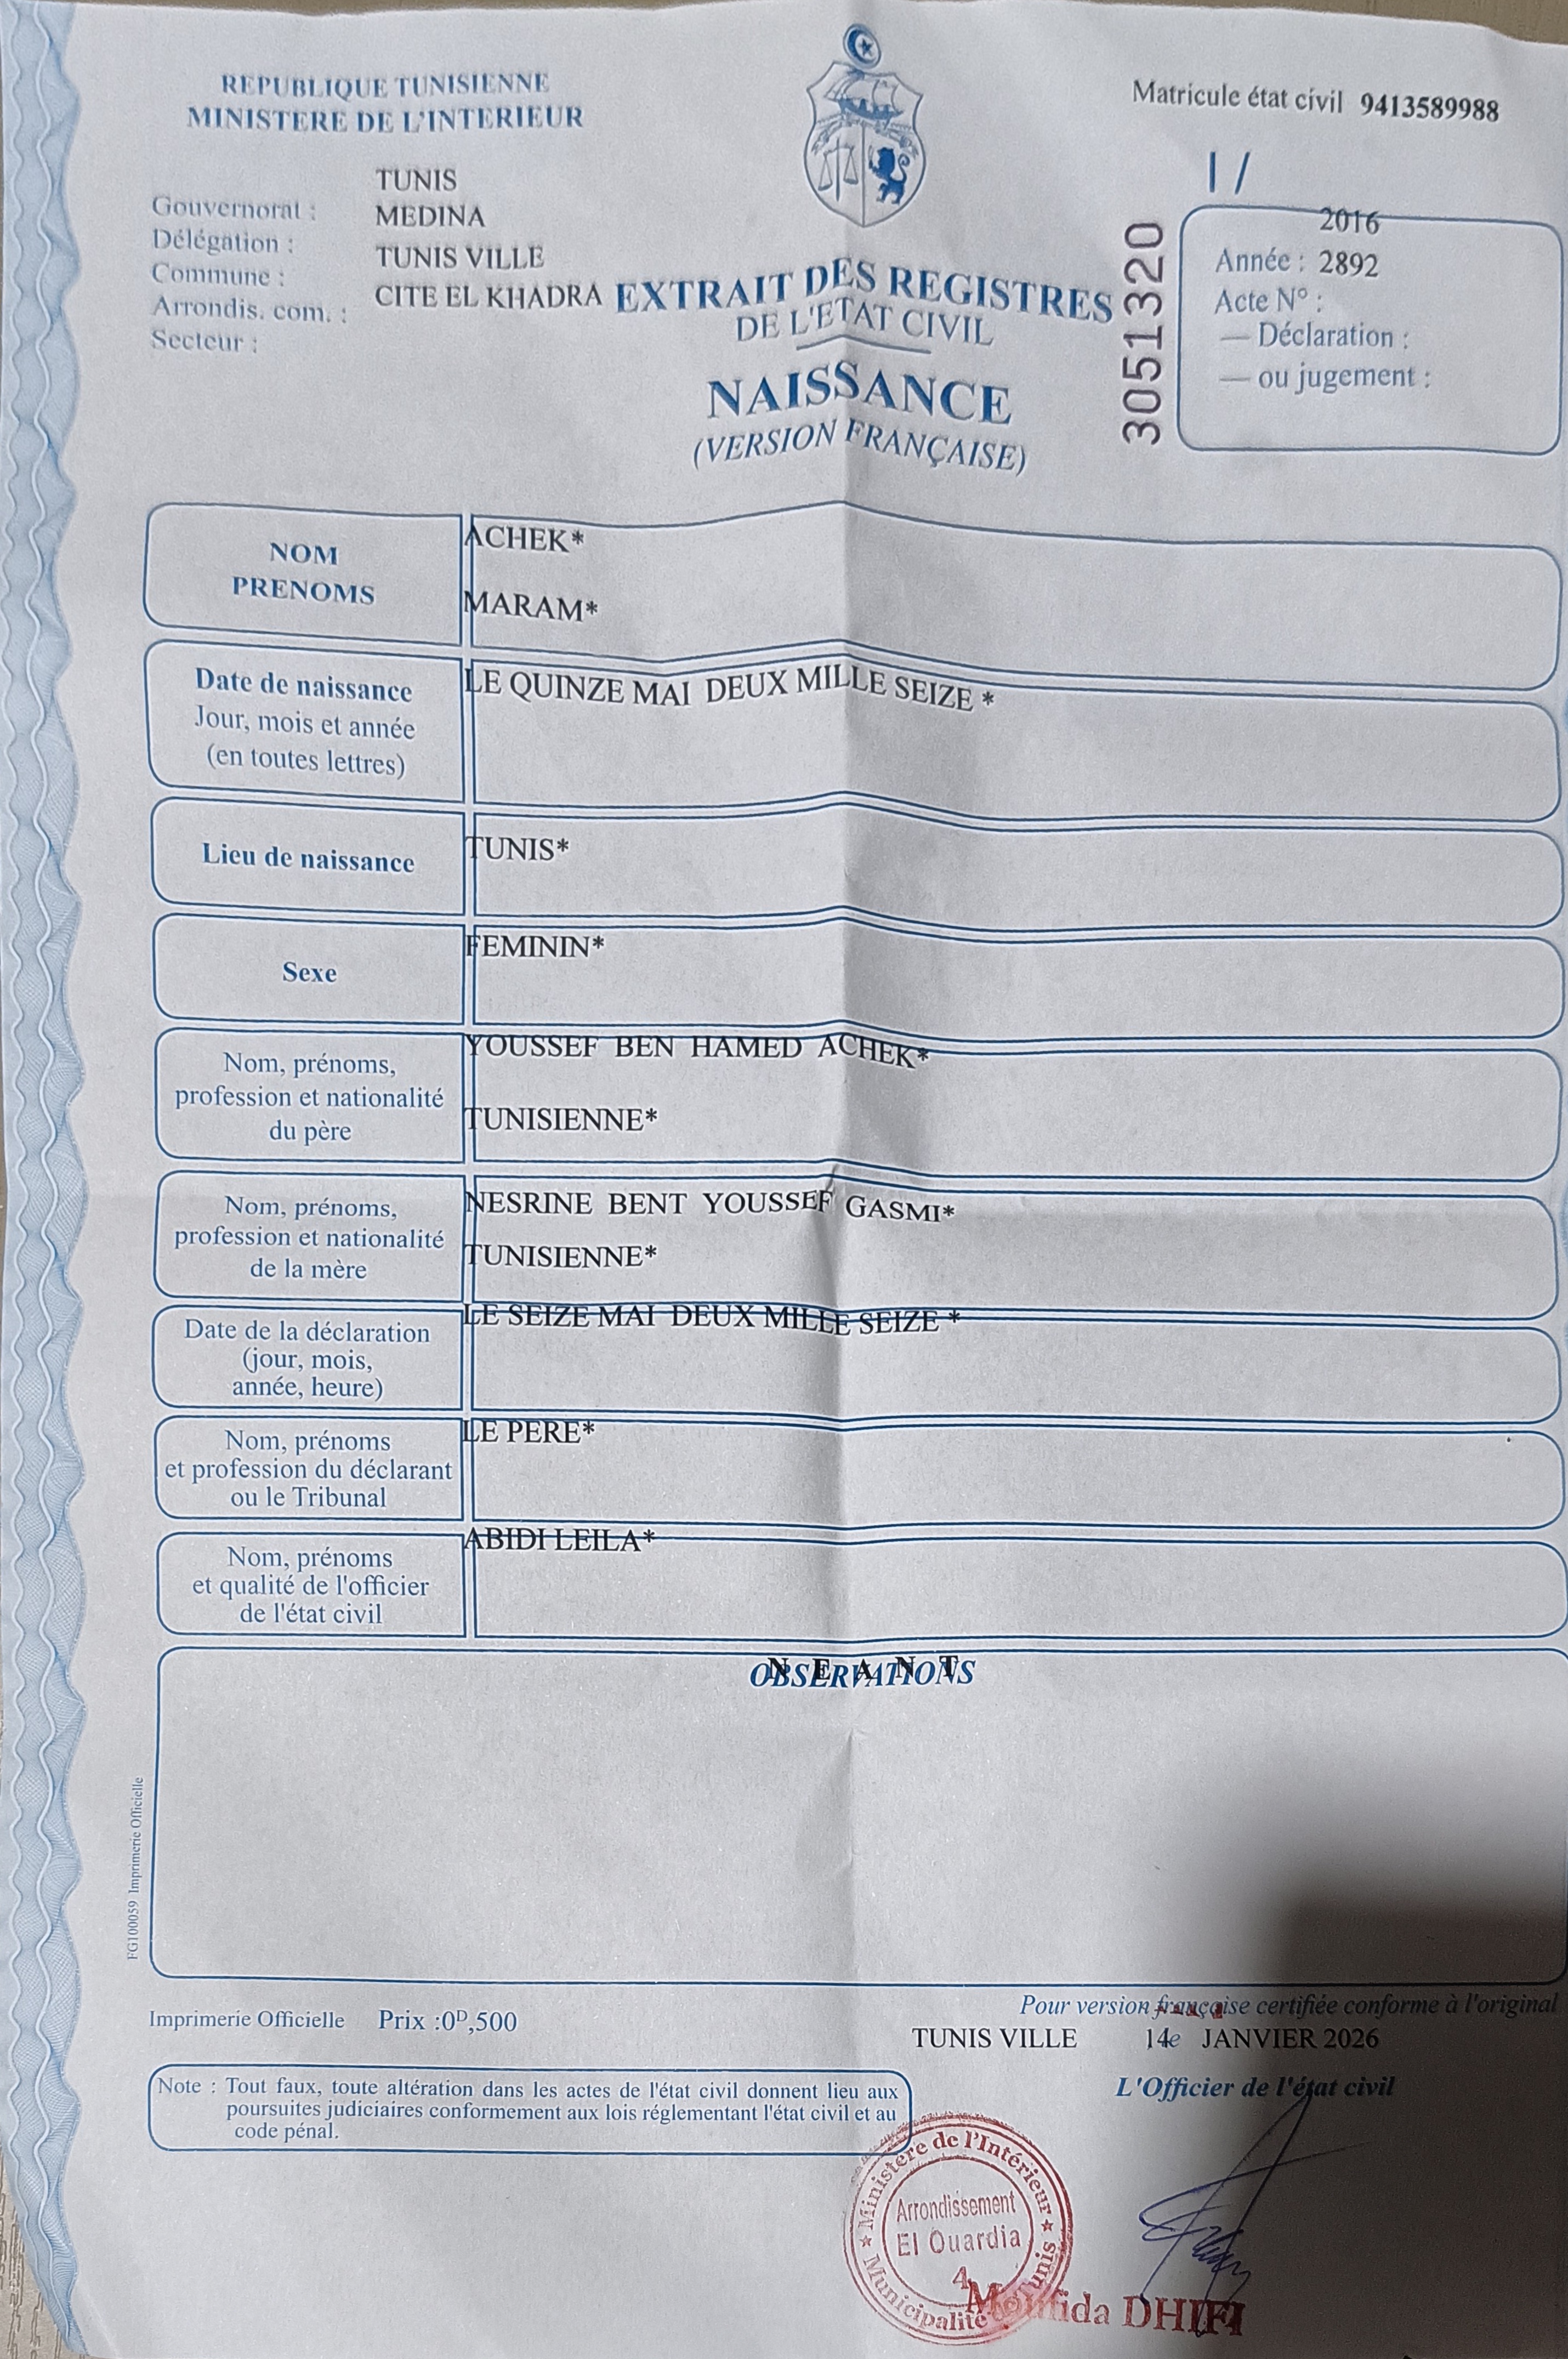 REPUBLIQUE TUNISIENNE
MINISTERE DE L'INTERIEUR
Matricule état civil 9413589988
1/
TUNIS
Gouvernorat :
MEDINA
Délégation :
TUNIS VILLE
Commune :
CITE EL KHADRA
Arrondis. com. :
Secteur :
EXTRAIT DES REGISTRES
DE L'ETAT CIVIL
NAISSANCE
(VERSION FRANÇAISE)
3051320
2016
Année : 2892
Acte N° :
— Déclaration :
— ou jugement :
NOM
PRENOMS
ACHEK*
MARAM*
Date de naissance
Jour, mois et année
(en toutes lettres)
LE QUINZE MAI DEUX MILLE SEIZE *
Lieu de naissance
TUNIS*
Sexe
FEMININ*
Nom, prénoms,
profession et nationalité
du père
YOUSSEF BEN HAMED ACHEK*
TUNISIENNE*
Nom, prénoms,
profession et nationalité
de la mère
NESRINE BENT YOUSSEF GASMI*
TUNISIENNE*
Date de la déclaration
(jour, mois,
année, heure)
LE SEIZE MAI DEUX MILLE SEIZE *
Nom, prénoms
et profession du déclarant
ou le Tribunal
LE PERE*
Nom, prénoms
et qualité de l'officier
de l'état civil
ABIDI LEILA*
OBSERVATIONS
N E A N T
FG100059 Imprimerie Officielle
Imprimerie Officielle Prix :0D,500
Pour version française certifiée conforme à l'original
TUNIS VILLE 14 JANVIER 2026
L'Officier de l'état civil
Note : Tout faux, toute altération dans les actes de l'état civil donnent lieu aux
poursuites judiciaires conformement aux lois réglementant l'état civil et au
code pénal.
Ministère de l'Intérieur
Arrondissement
El Ouardia
4
Municipalité de Tunis
Moufida DHIFI